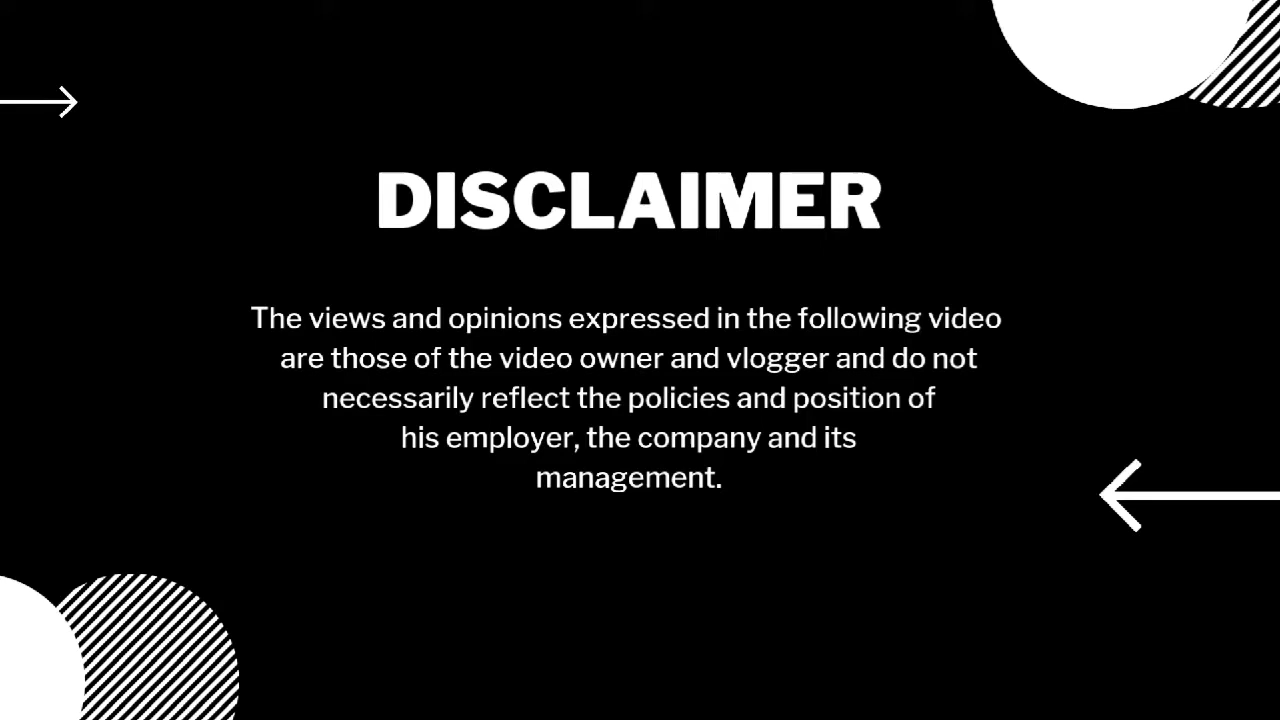 DISCLAIMER
The views and opinions expressed in the following video
are those of the video owner and vlogger and do not
necessarily reflect the policies and position of
his employer, the company and its
management.